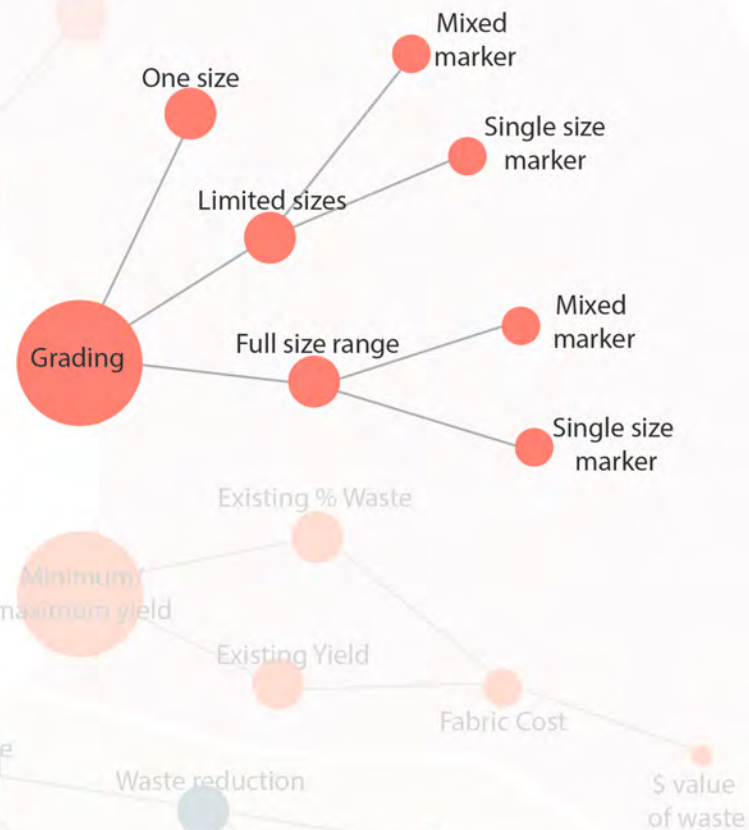 Mixed
marker
One size
Single size
marker
Limited sizes
Mixed
marker
Full size range
Grading
Single size
marker
Existing % Waste
Minimum /
maximum yield
Existing Yield
Fabric Cost
e
Waste reduction
$ value
of waste